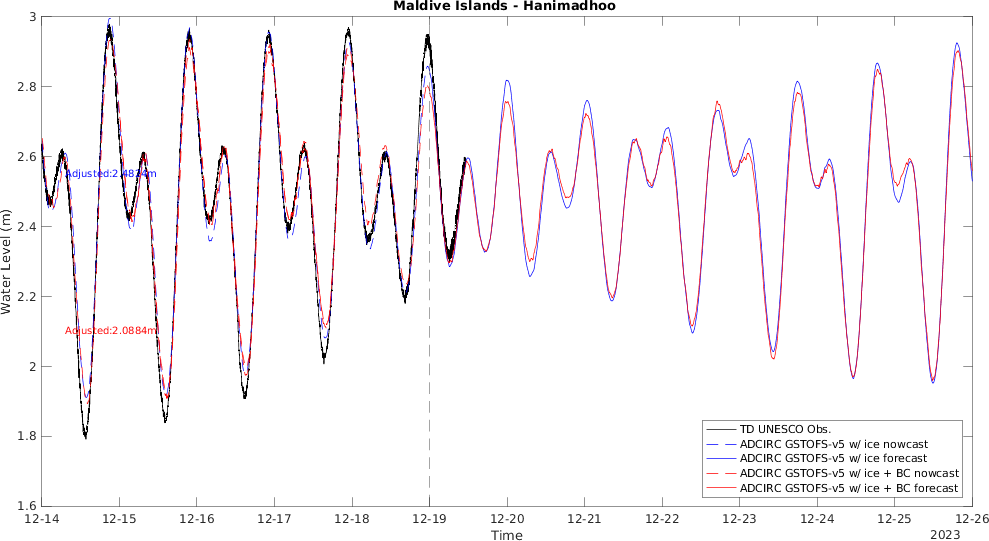 Maldive Islands - Hanimadhoo
3
2.8
2.6
2.4
2.2
2
1.8
1.6
Water Level (m)
Adjusted:2.4834m
Adjusted:2.0884m
TD UNESCO Obs.
ADCIRC GSTOFS-v5 w/ ice nowcast
ADCIRC GSTOFS-v5 w/ ice forecast
ADCIRC GSTOFS-v5 w/ ice + BC nowcast
ADCIRC GSTOFS-v5 w/ ice + BC forecast
12-14 12-15 12-16 12-17 12-18 12-19 12-20 12-21 12-22 12-23 12-24 12-25 12-26
Time
2023